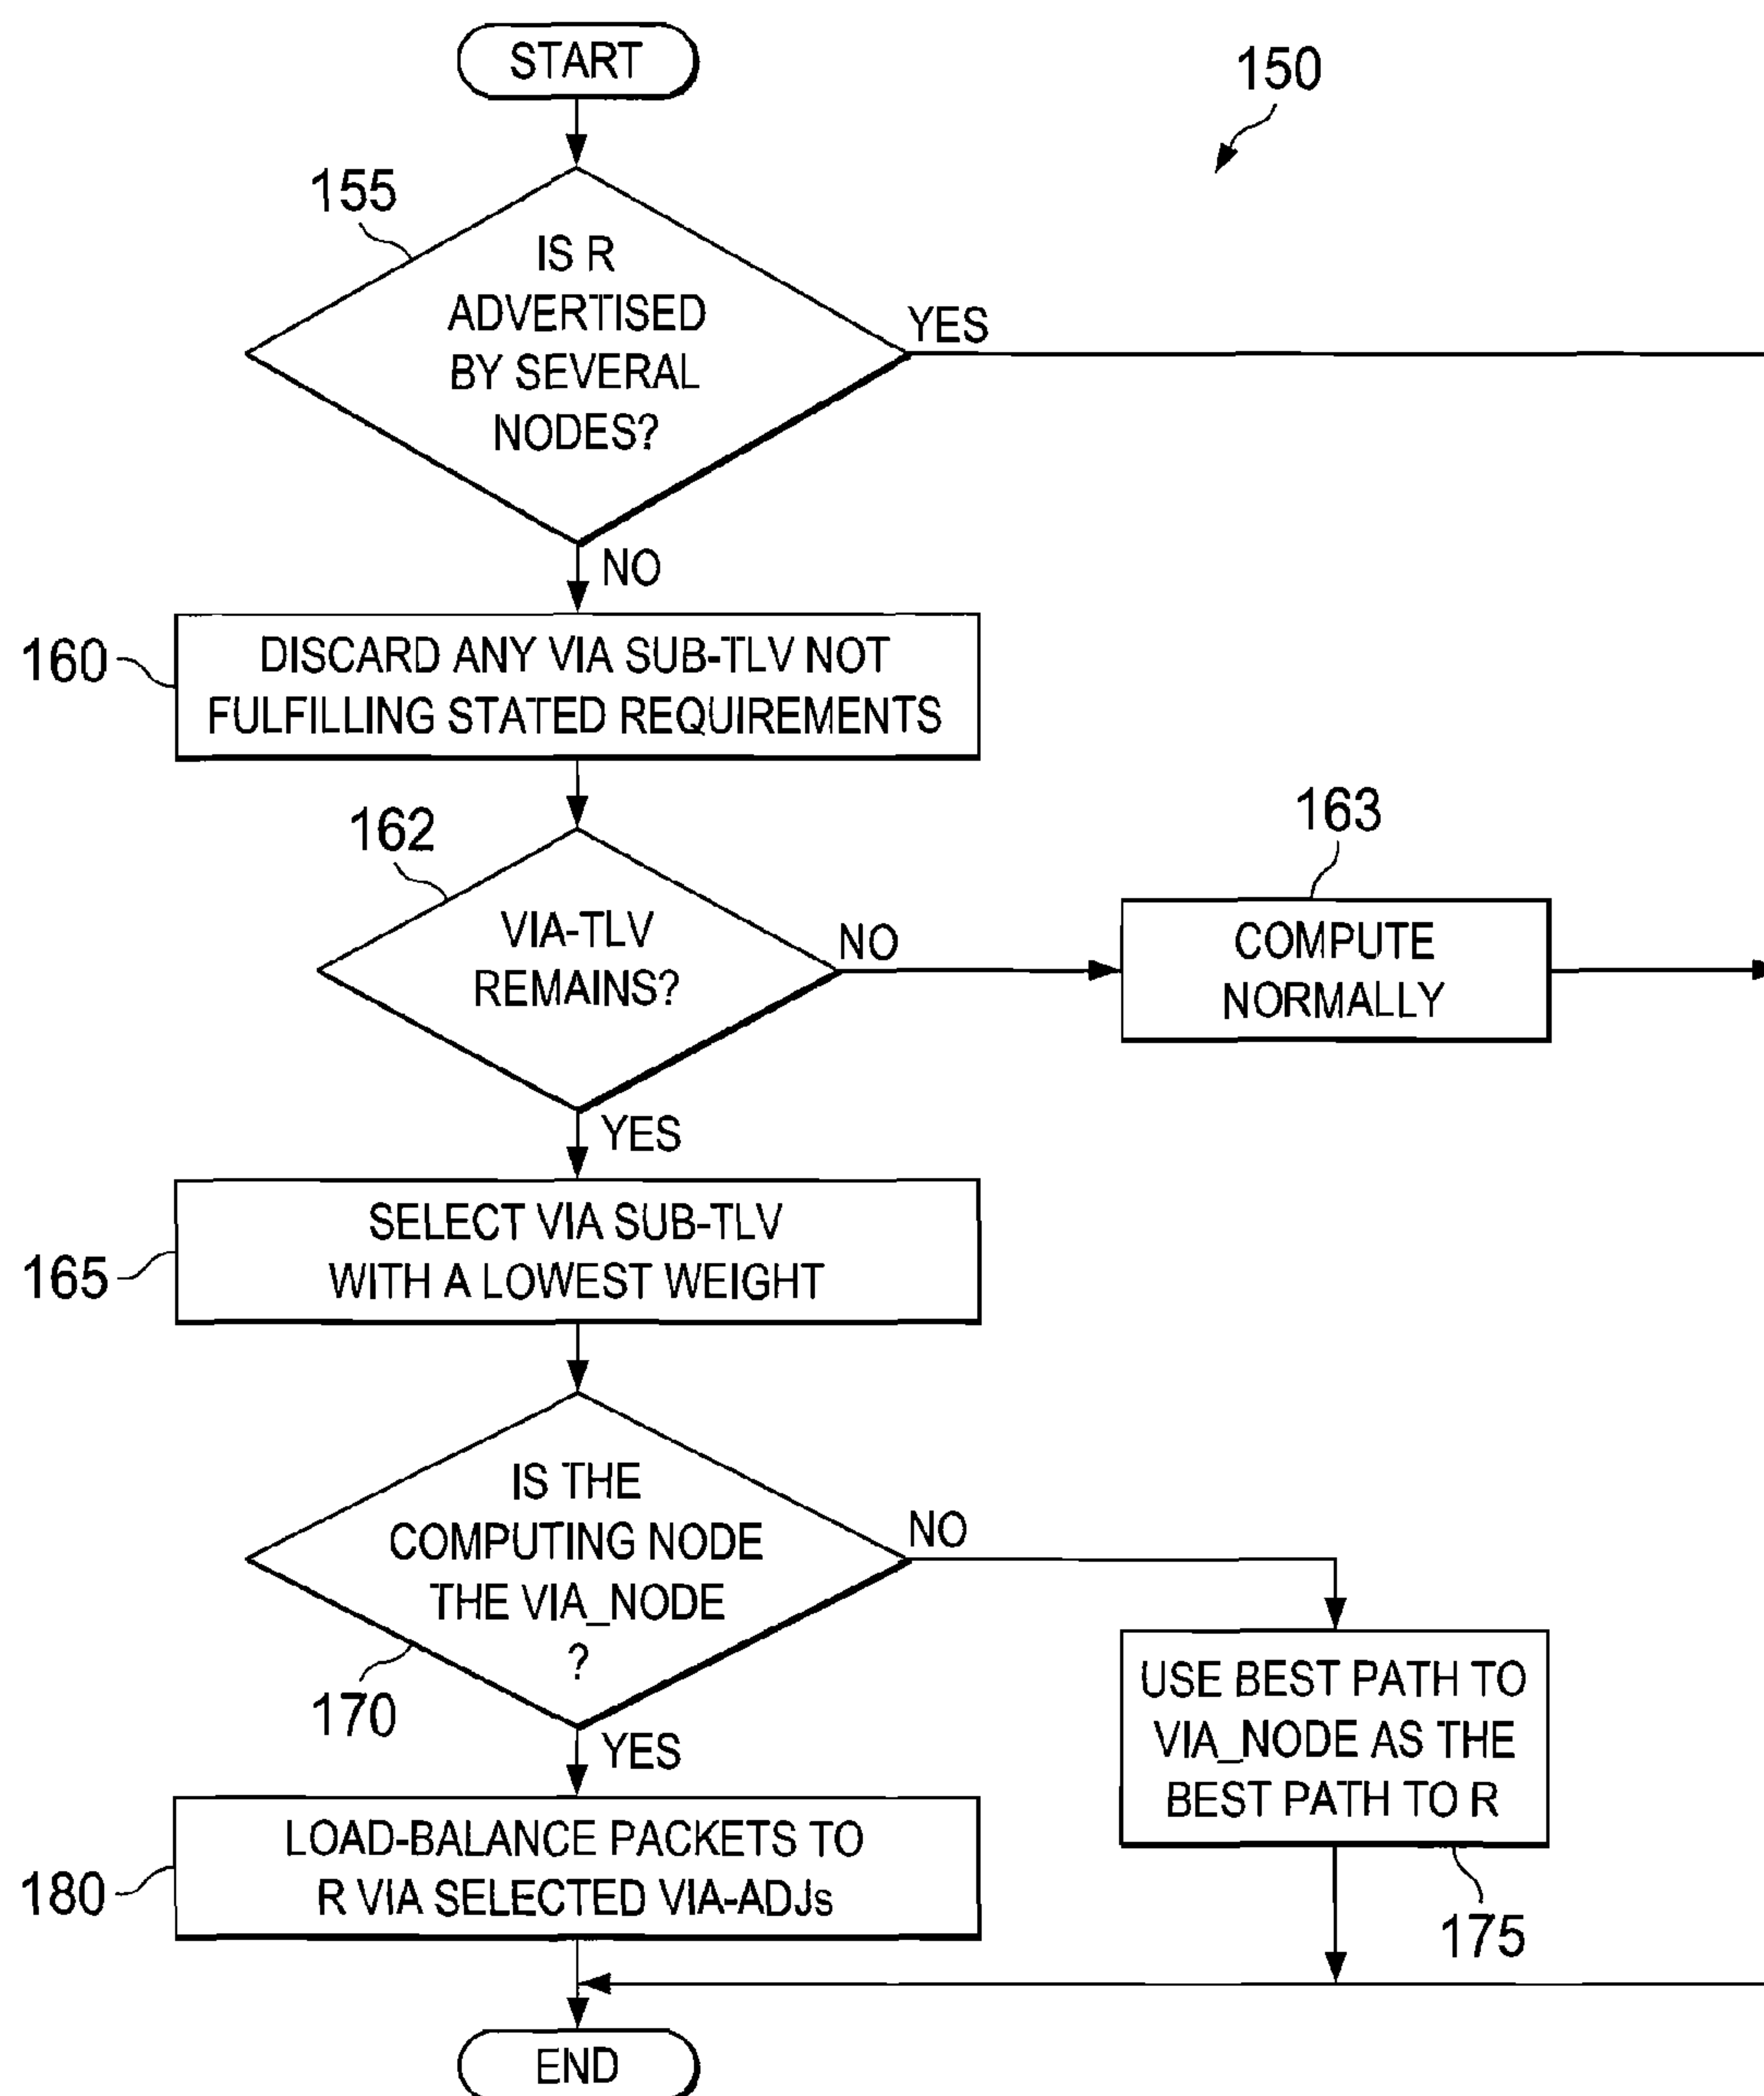 START
150
155
IS R
ADVERTISED
BY SEVERAL
NODES?
YES
NO
160
DISCARD ANY VIA SUB-TLV NOT
FULFILLING STATED REQUIREMENTS
162
VIA-TLV
REMAINS?
NO
163
COMPUTE
NORMALLY
YES
165
SELECT VIA SUB-TLV
WITH A LOWEST WEIGHT
IS THE
COMPUTING NODE
THE VIA_NODE
?
NO
170
YES
USE BEST PATH TO
VIA_NODE AS THE
BEST PATH TO R
175
180
LOAD-BALANCE PACKETS TO
R VIA SELECTED VIA-ADJs
END